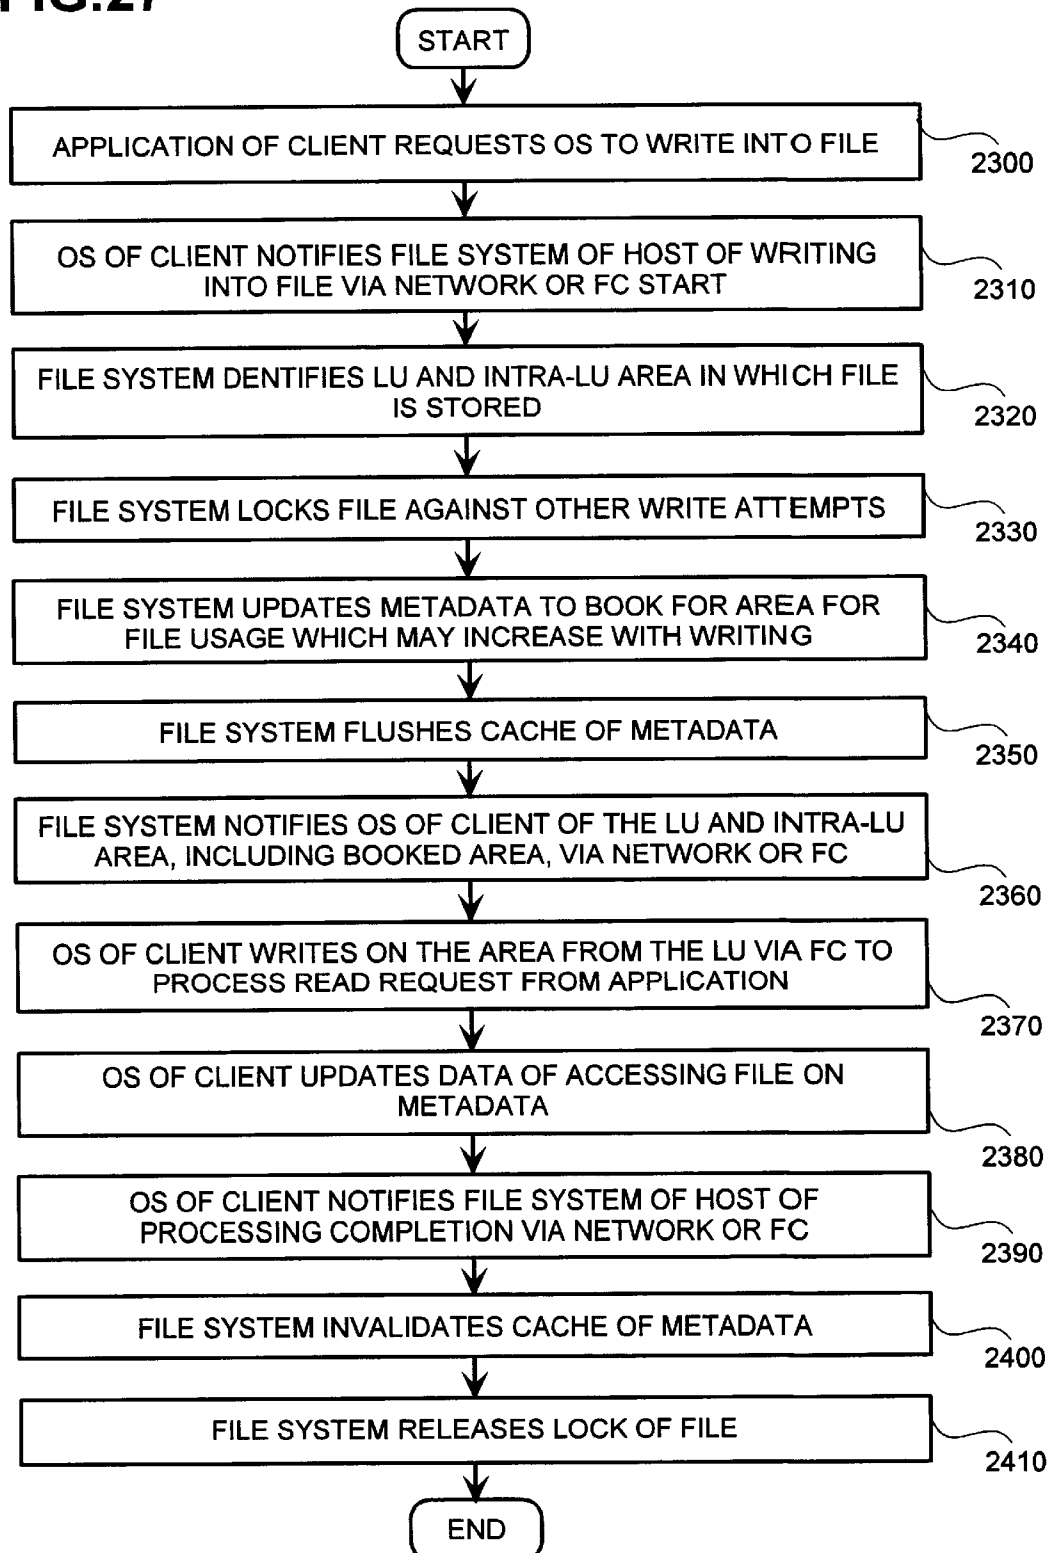 FIG.27
START
APPLICATION OF CLIENT REQUESTS OS TO WRITE INTO FILE
2300
OS OF CLIENT NOTIFIES FILE SYSTEM OF HOST OF WRITING
INTO FILE VIA NETWORK OR FC START
2310
FILE SYSTEM DENTIFIES LU AND INTRA-LU AREA IN WHICH FILE
IS STORED
2320
FILE SYSTEM LOCKS FILE AGAINST OTHER WRITE ATTEMPTS
2330
FILE SYSTEM UPDATES METADATA TO BOOK FOR AREA FOR
FILE USAGE WHICH MAY INCREASE WITH WRITING
2340
FILE SYSTEM FLUSHES CACHE OF METADATA
2350
FILE SYSTEM NOTIFIES OS OF CLIENT OF THE LU AND INTRA-LU
AREA, INCLUDING BOOKED AREA, VIA NETWORK OR FC
2360
OS OF CLIENT WRITES ON THE AREA FROM THE LU VIA FC TO
PROCESS READ REQUEST FROM APPLICATION
2370
OS OF CLIENT UPDATES DATA OF ACCESSING FILE ON
METADATA
2380
OS OF CLIENT NOTIFIES FILE SYSTEM OF HOST OF
PROCESSING COMPLETION VIA NETWORK OR FC
2390
FILE SYSTEM INVALIDATES CACHE OF METADATA
2400
FILE SYSTEM RELEASES LOCK OF FILE
2410
END